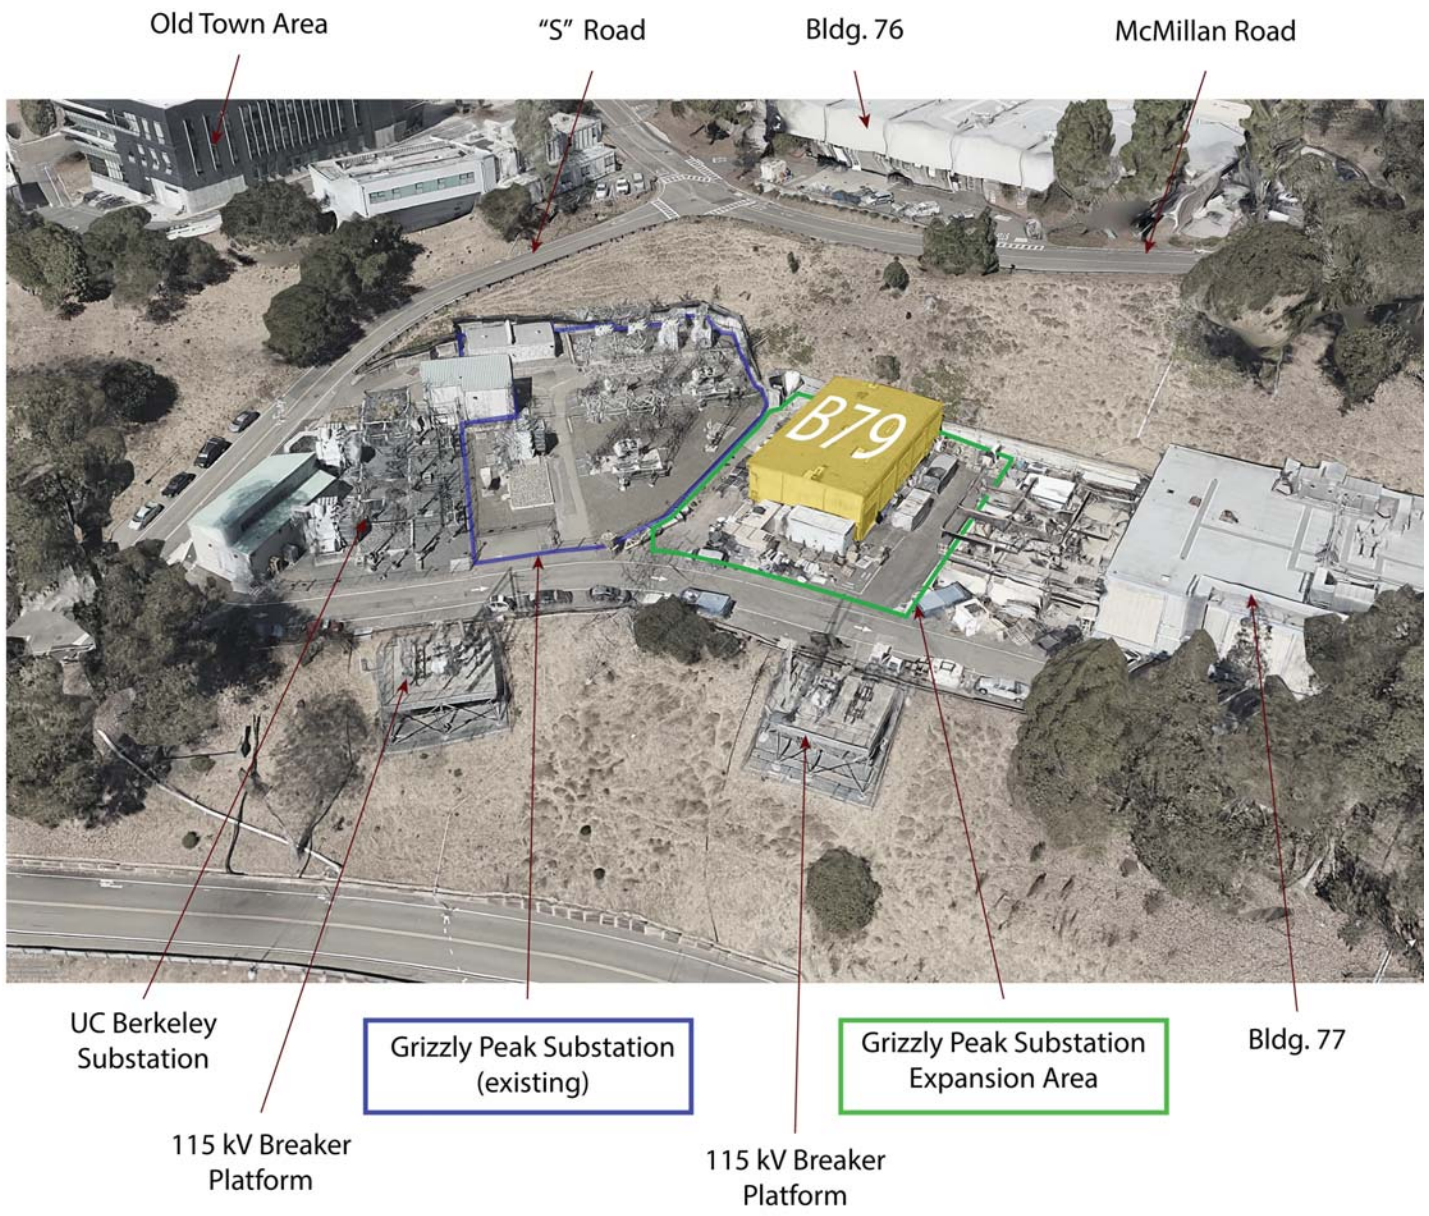 Old Town Area
“S” Road
Bldg. 76
McMillan Road
B79
UC Berkeley
Substation
Grizzly Peak Substation
(existing)
Grizzly Peak Substation
Expansion Area
Bldg. 77
115 kV Breaker
Platform
115 kV Breaker
Platform